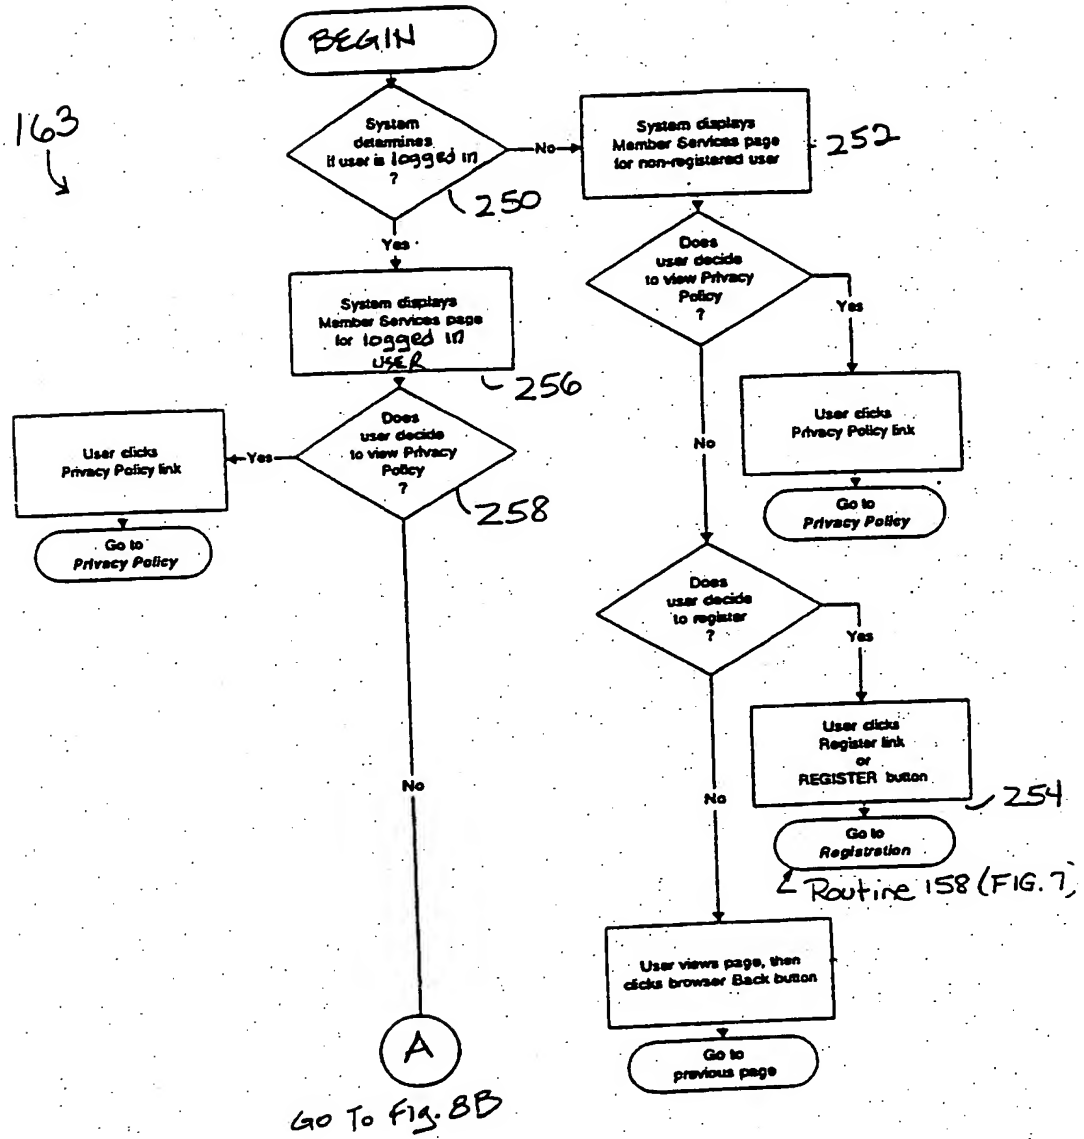 BEGIN
163
System
determines
if user is logged in
?
250
No
System displays
Member Services page
for non-registered user
252
Yes
Does
user decide
to view Privacy
Policy
?
Yes
System displays
Member Services page
for logged in
USER
256
User clicks
Privacy Policy link
Go to
Privacy Policy
No
Does
user decide
to view Privacy
Policy
?
258
Yes
User clicks
Privacy Policy link
Go to
Privacy Policy
Does
user decide
to register
?
Yes
User clicks
Register link
or
REGISTER button
254
Go to
Registration
Routine 158 (FIG. 7)
No
No
User views page, then
clicks browser Back button
Go to
previous page
A
GO TO Fig. 8B